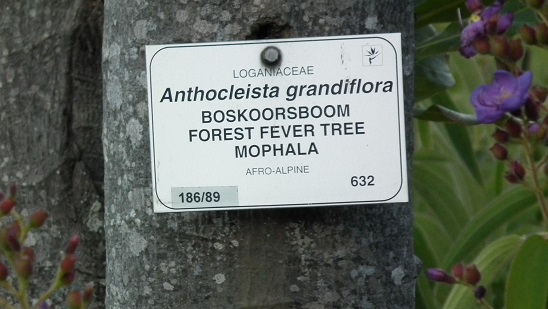 LOGANIACEAE
Anthocleista grandiflora
BOSKOORSBOOM
FOREST FEVER TREE
MOPHALA
AFRO-ALPINE
186/89 632